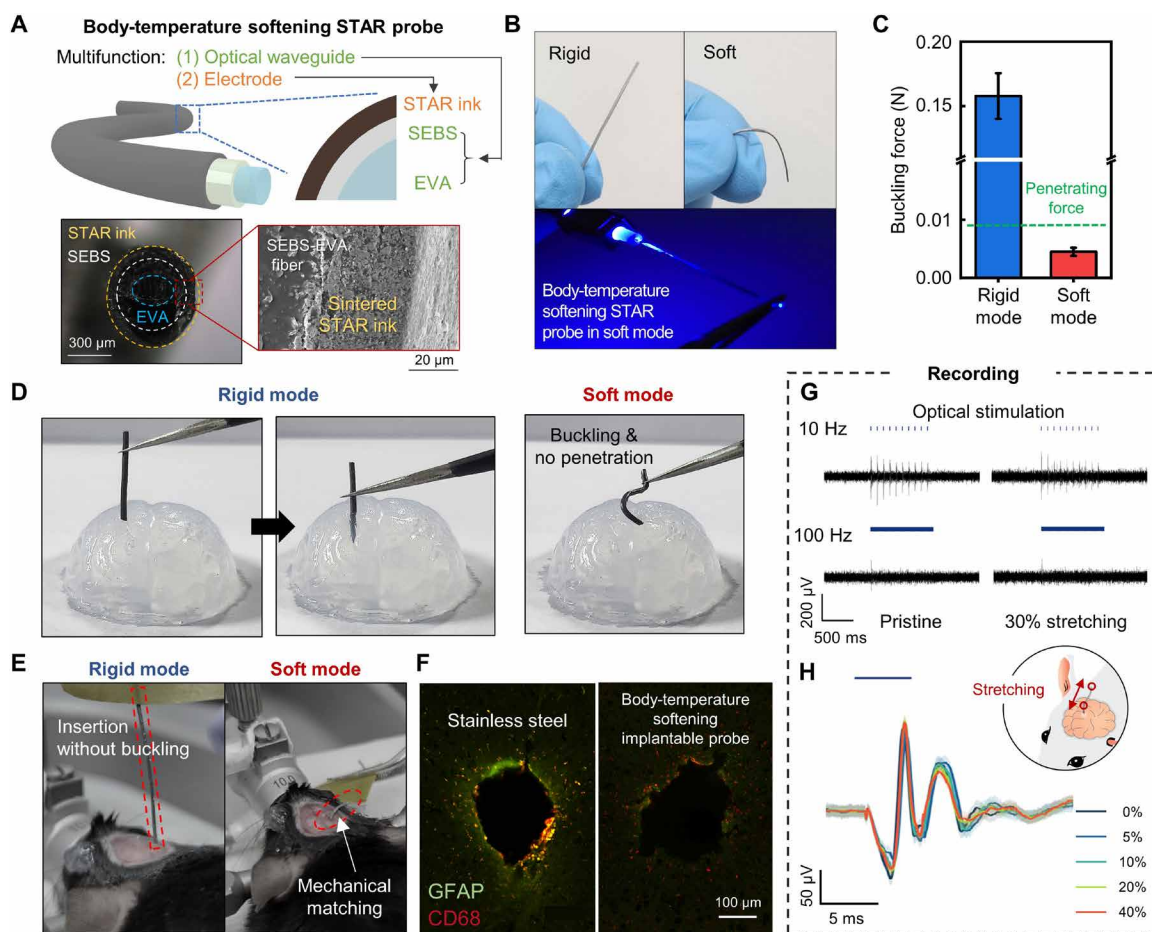 A
Body-temperature softening STAR probe
Multifunction: (1) Optical waveguide
(2) Electrode
STAR ink
SEBS
EVA
STAR ink
SEBS
EVA
300 μm
SEBS-EVA
fiber
Sintered
STAR ink
20 μm
B
Rigid
Soft
Body-temperature
softening STAR
probe in soft mode
C
Buckling force (N)
0.20
0.15
0.01
0.00
Penetrating
force
Rigid
mode
Soft
mode
D
Rigid mode
Soft mode
Buckling &
no penetration
E
Rigid mode
Soft mode
Insertion
without buckling
10.0
Mechanical
matching
F
Stainless steel
Body-temperature
softening
implantable probe
GFAP
CD68
100 μm
Recording
G
Optical stimulation
10 Hz
100 Hz
200 μV
500 ms
Pristine
30% stretching
H
Stretching
0%
5%
10%
20%
40%
50 μV
5 ms